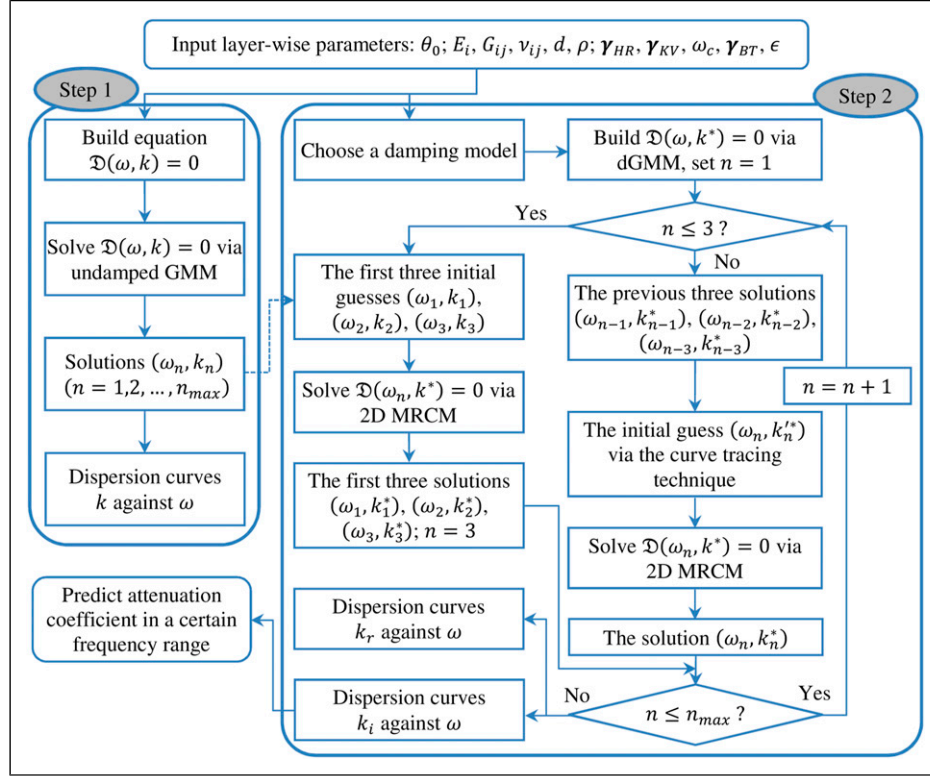 Input layer-wise parameters: θ₀; Eᵢ, Gᵢⱼ, νᵢⱼ, d, ρ; γ_HR, γ_KV, ω_c, γ_BT, ϵ
Step 1
Build equation
𝔇(ω, k) = 0
Solve 𝔇(ω, k) = 0 via
undamped GMM
Solutions (ωₙ, kₙ)
(n = 1,2, … , n_max)
Dispersion curves
k against ω
Step 2
Choose a damping model
Build 𝔇(ω, k*) = 0 via
dGMM, set n = 1
n ≤ 3 ?
Yes
No
The first three initial
guesses (ω₁, k₁),
(ω₂, k₂), (ω₃, k₃)
Solve 𝔇(ωₙ, k*) = 0 via
2D MRCM
The first three solutions
(ω₁, k₁*), (ω₂, k₂*),
(ω₃, k₃*); n = 3
The previous three solutions
(ωₙ₋₁, k*ₙ₋₁), (ωₙ₋₂, k*ₙ₋₂),
(ωₙ₋₃, k*ₙ₋₃)
The initial guess (ωₙ, k′*ₙ)
via the curve tracing
technique
Solve 𝔇(ωₙ, k*) = 0 via
2D MRCM
The solution (ωₙ, k*ₙ)
n ≤ n_max ?
Yes
No
n = n + 1
Dispersion curves
k_r against ω
Dispersion curves
k_i against ω
Predict attenuation
coefficient in a certain
frequency range